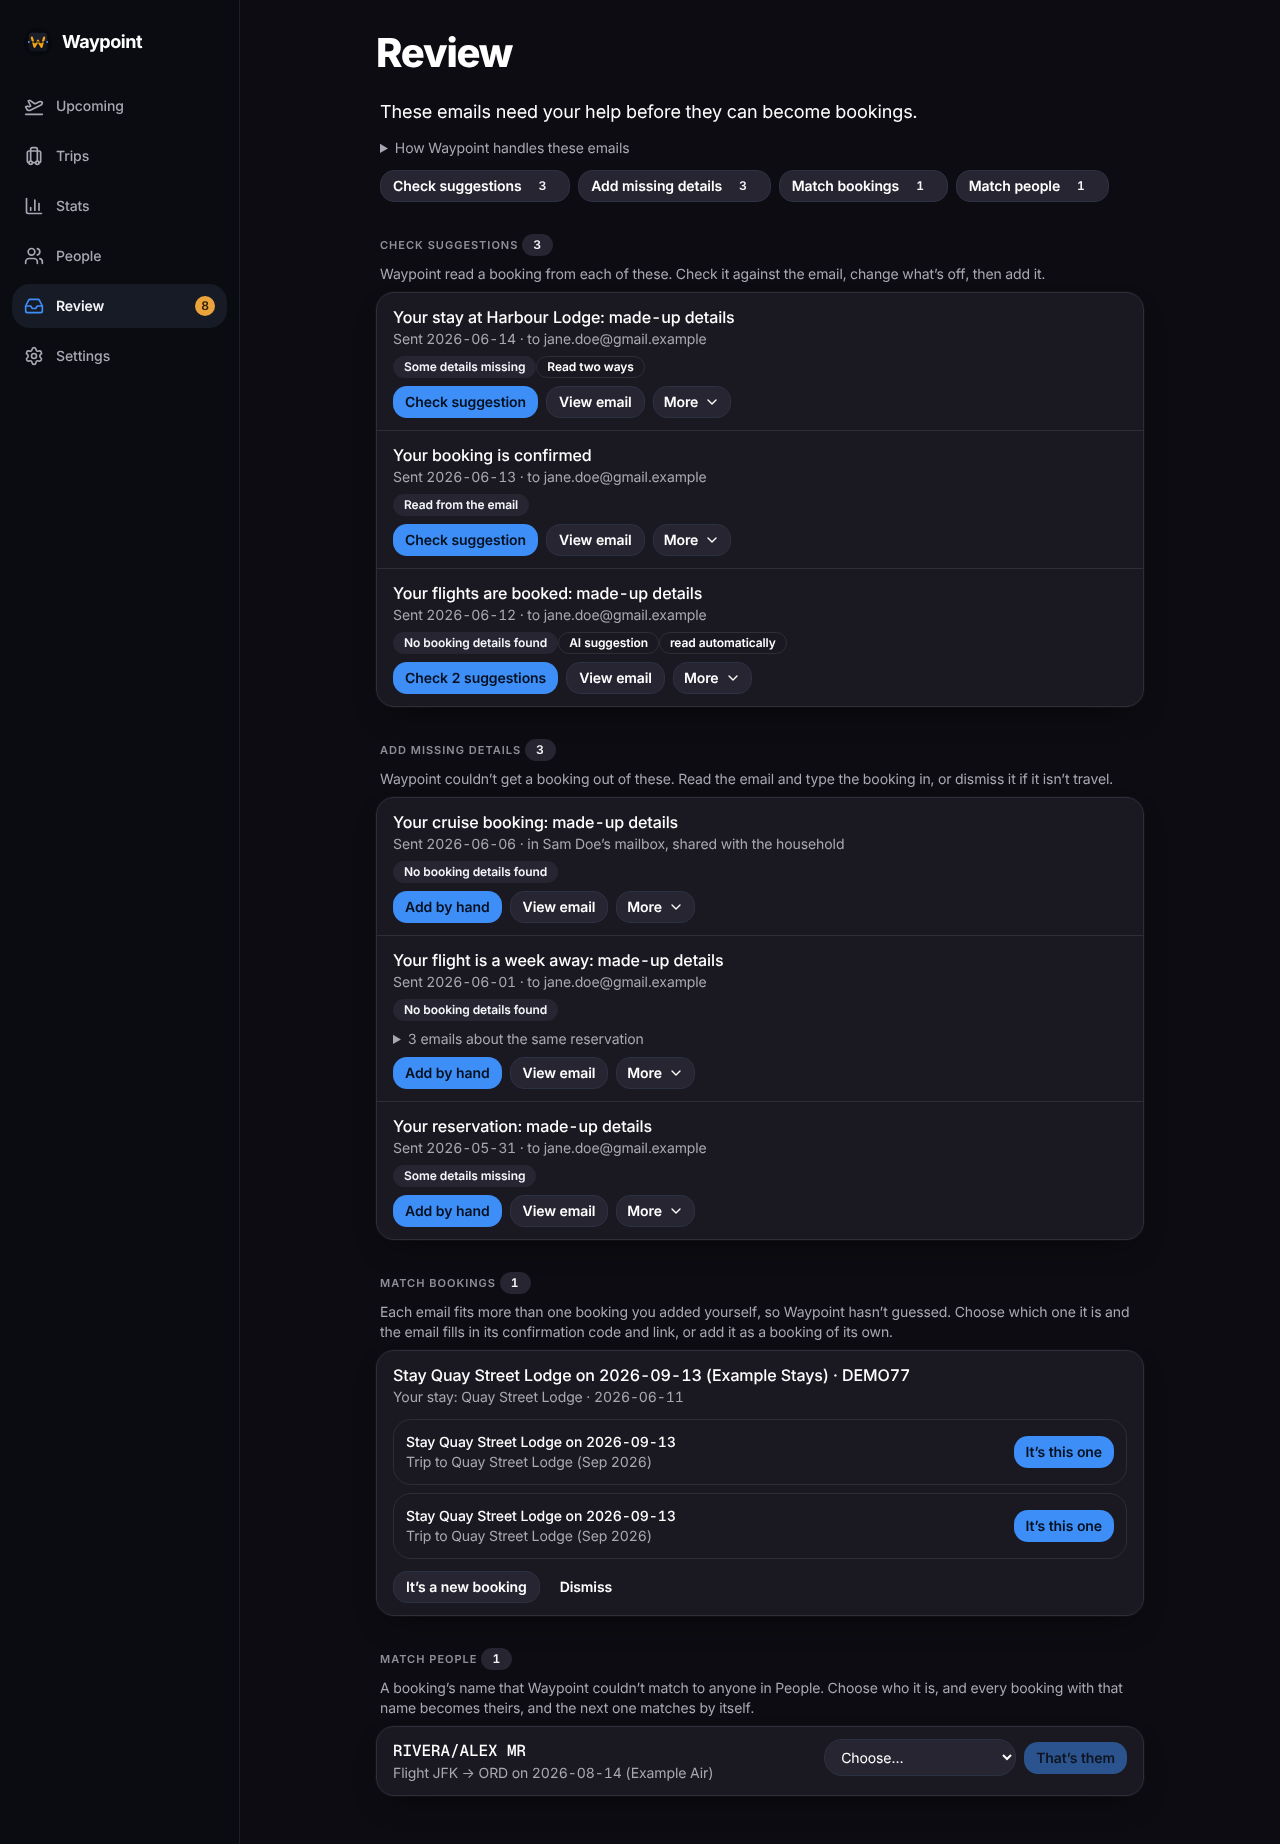 Waypoint
Upcoming
Trips
Stats
People
Review 8
Settings
Review
These emails need your help before they can become bookings.
How Waypoint handles these emails
Check suggestions 3 Add missing details 3 Match bookings 1 Match people 1
CHECK SUGGESTIONS 3
Waypoint read a booking from each of these. Check it against the email, change what’s off, then add it.
Your stay at Harbour Lodge: made-up details
Sent 2026-06-14 · to jane.doe@gmail.example
Some details missing Read two ways
Check suggestion View email More
Your booking is confirmed
Sent 2026-06-13 · to jane.doe@gmail.example
Read from the email
Check suggestion View email More
Your flights are booked: made-up details
Sent 2026-06-12 · to jane.doe@gmail.example
No booking details found AI suggestion read automatically
Check 2 suggestions View email More
ADD MISSING DETAILS 3
Waypoint couldn’t get a booking out of these. Read the email and type the booking in, or dismiss it if it isn’t travel.
Your cruise booking: made-up details
Sent 2026-06-06 · in Sam Doe’s mailbox, shared with the household
No booking details found
Add by hand View email More
Your flight is a week away: made-up details
Sent 2026-06-01 · to jane.doe@gmail.example
No booking details found
3 emails about the same reservation
Add by hand View email More
Your reservation: made-up details
Sent 2026-05-31 · to jane.doe@gmail.example
Some details missing
Add by hand View email More
MATCH BOOKINGS 1
Each email fits more than one booking you added yourself, so Waypoint hasn’t guessed. Choose which one it is and
the email fills in its confirmation code and link, or add it as a booking of its own.
Stay Quay Street Lodge on 2026-09-13 (Example Stays) · DEMO77
Your stay: Quay Street Lodge · 2026-06-11
Stay Quay Street Lodge on 2026-09-13
Trip to Quay Street Lodge (Sep 2026)
It’s this one
Stay Quay Street Lodge on 2026-09-13
Trip to Quay Street Lodge (Sep 2026)
It’s this one
It’s a new booking Dismiss
MATCH PEOPLE 1
A booking’s name that Waypoint couldn’t match to anyone in People. Choose who it is, and every booking with that
name becomes theirs, and the next one matches by itself.
RIVERA/ALEX MR
Flight JFK → ORD on 2026-08-14 (Example Air)
Choose… That’s them